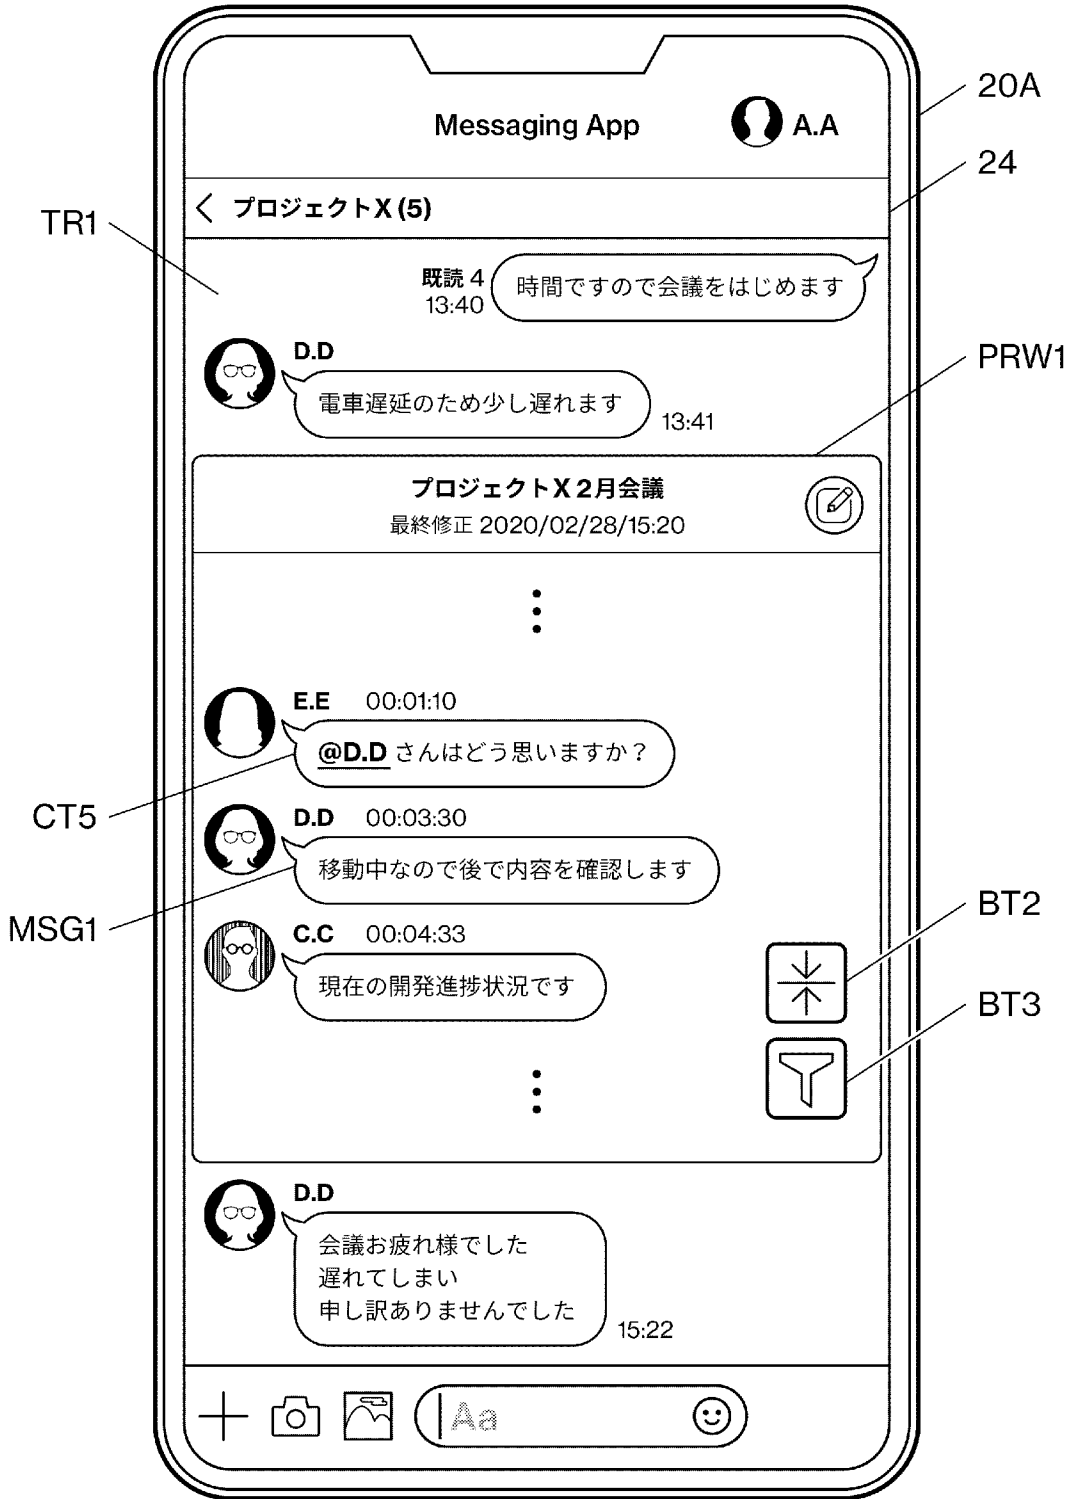 20A
Messaging App
A.A
24
プロジェクトX (5)
TR1
既読 4
13:40
時間ですので会議をはじめます
D.D
PRW1
電車遅延のため少し遅れます
13:41
プロジェクトX 2月会議
最終修正 2020/02/28/15:20
E.E 00:01:10
@D.D さんはどう思いますか？
CT5
D.D 00:03:30
移動中なので後で内容を確認します
MSG1
C.C 00:04:33
現在の開発進捗状況です
BT2
BT3
D.D
会議お疲れ様でした
遅れてしまい
申し訳ありませんでした
15:22
Aa